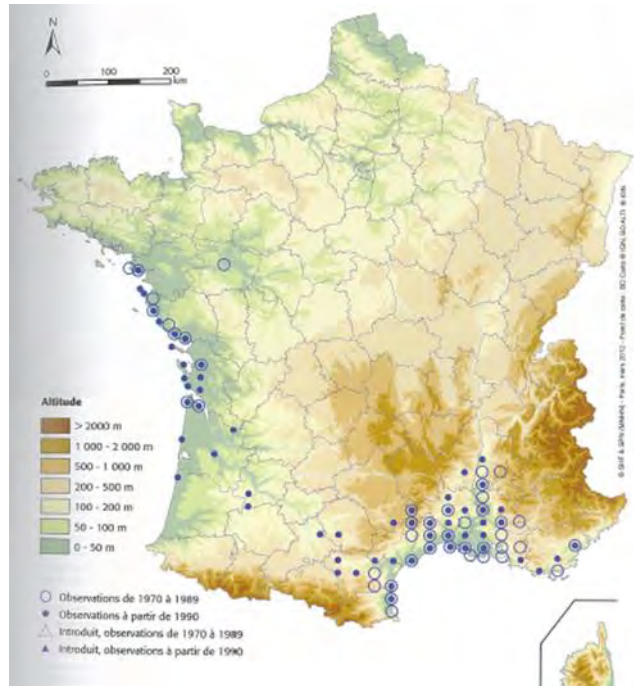 N
0 100 200
km
Altitude
> 2000 m
1 000 - 2 000 m
500 - 1 000 m
200 - 500 m
100 - 200 m
50 - 100 m
0 - 50 m
Observations de 1970 à 1989
Observations à partir de 1990
Introduit, observations de 1970 à 1989
Introduit, observations à partir de 1990